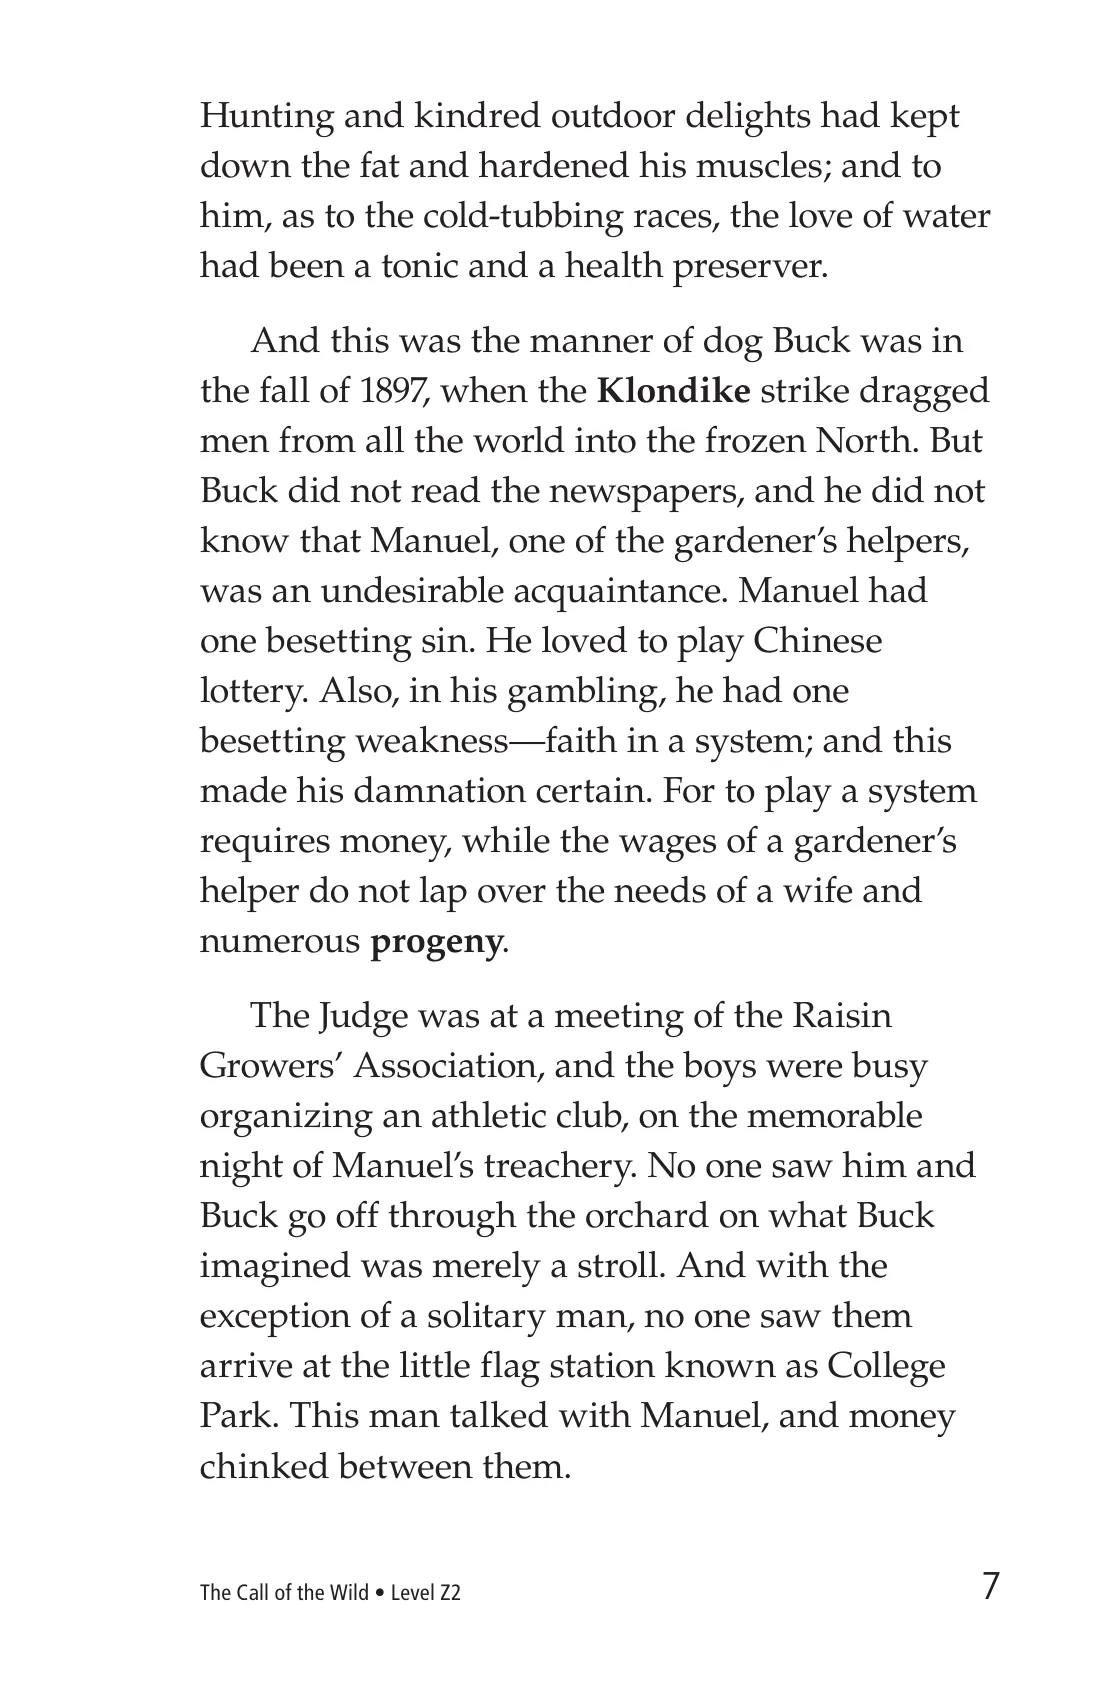 Hunting and kindred outdoor delights had kept
down the fat and hardened his muscles; and to
him, as to the cold-tubbing races, the love of water
had been a tonic and a health preserver.
And this was the manner of dog Buck was in
the fall of 1897, when the Klondike strike dragged
men from all the world into the frozen North. But
Buck did not read the newspapers, and he did not
know that Manuel, one of the gardener’s helpers,
was an undesirable acquaintance. Manuel had
one besetting sin. He loved to play Chinese
lottery. Also, in his gambling, he had one
besetting weakness—faith in a system; and this
made his damnation certain. For to play a system
requires money, while the wages of a gardener’s
helper do not lap over the needs of a wife and
numerous progeny.
The Judge was at a meeting of the Raisin
Growers’ Association, and the boys were busy
organizing an athletic club, on the memorable
night of Manuel’s treachery. No one saw him and
Buck go off through the orchard on what Buck
imagined was merely a stroll. And with the
exception of a solitary man, no one saw them
arrive at the little flag station known as College
Park. This man talked with Manuel, and money
chinked between them.
The Call of the Wild • Level Z2 7